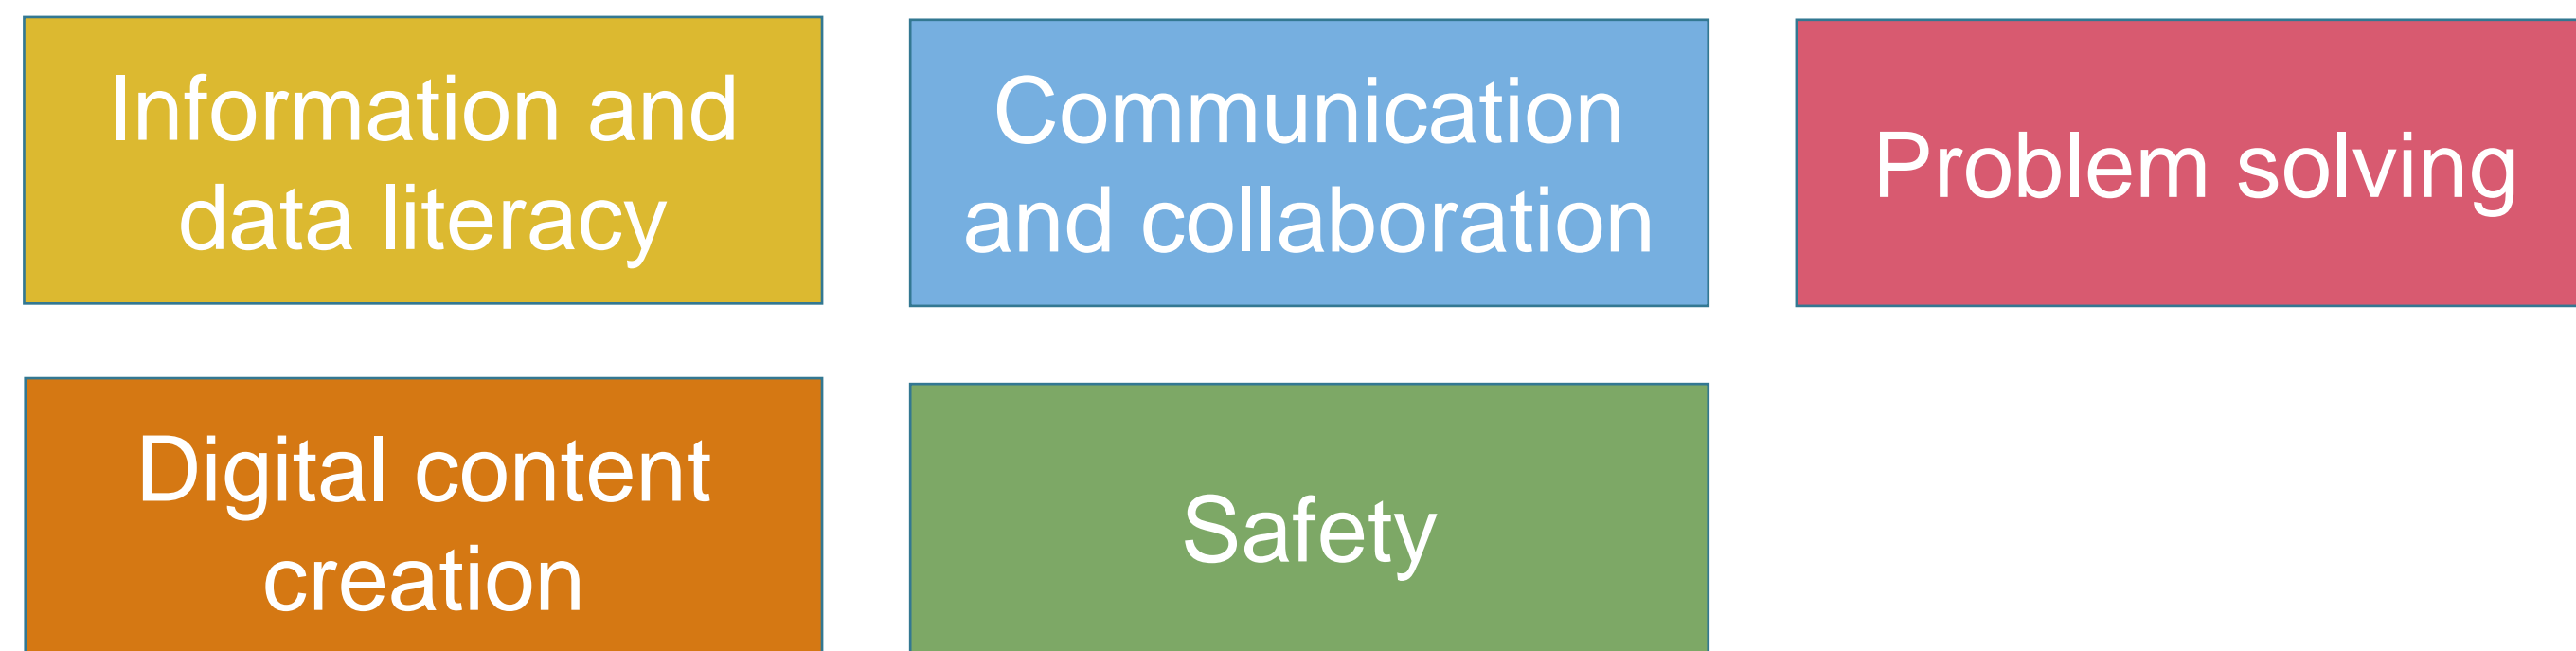 Information and
data literacy
Communication
and collaboration
Problem solving
Digital content
creation
Safety